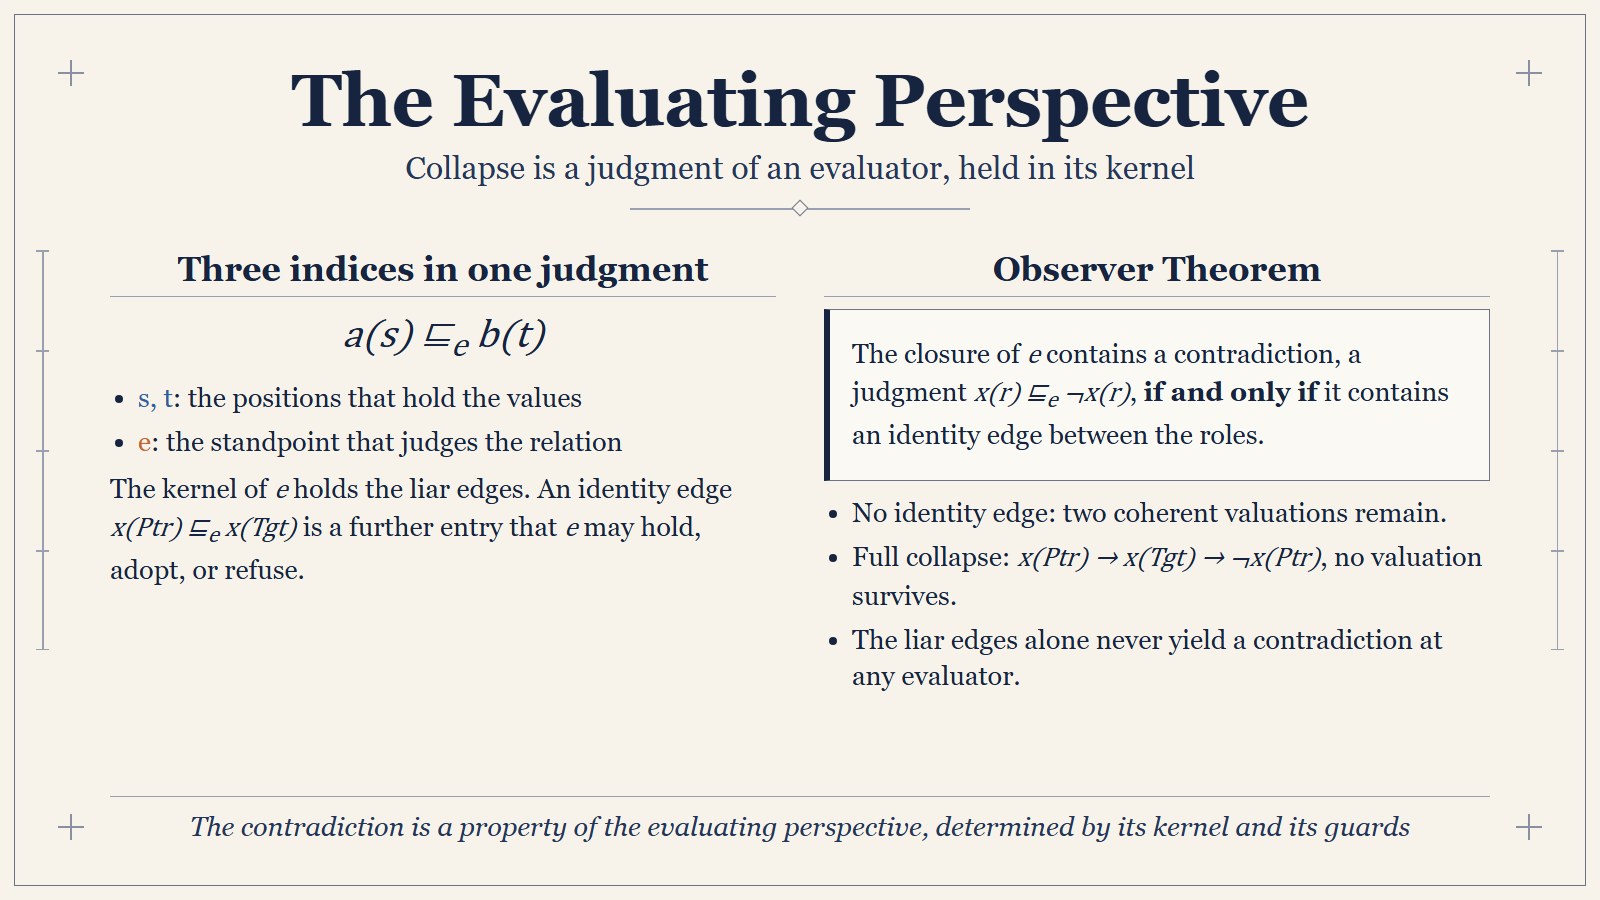 The Evaluating Perspective
Collapse is a judgment of an evaluator, held in its kernel
Three indices in one judgment
a(s) ⊑e b(t)
• s, t: the positions that hold the values
• e: the standpoint that judges the relation
The kernel of e holds the liar edges. An identity edge
x(Ptr) ⊑e x(Tgt) is a further entry that e may hold,
adopt, or refuse.
Observer Theorem
The closure of e contains a contradiction, a
judgment x(r) ⊑e ¬x(r), if and only if it contains
an identity edge between the roles.
• No identity edge: two coherent valuations remain.
• Full collapse: x(Ptr) → x(Tgt) → ¬x(Ptr), no valuation
survives.
• The liar edges alone never yield a contradiction at
any evaluator.
The contradiction is a property of the evaluating perspective, determined by its kernel and its guards